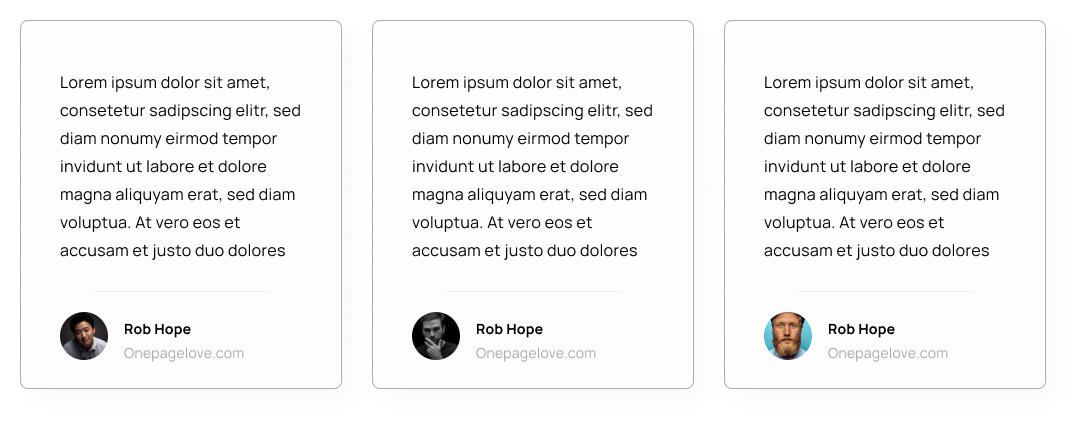 Lorem ipsum dolor sit amet,
consetetur sadipscing elitr, sed
diam nonumy eirmod tempor
invidunt ut labore et dolore
magna aliquyam erat, sed diam
voluptua. At vero eos et
accusam et justo duo dolores
Rob Hope
Onepagelove.com
Lorem ipsum dolor sit amet,
consetetur sadipscing elitr, sed
diam nonumy eirmod tempor
invidunt ut labore et dolore
magna aliquyam erat, sed diam
voluptua. At vero eos et
accusam et justo duo dolores
Rob Hope
Onepagelove.com
Lorem ipsum dolor sit amet,
consetetur sadipscing elitr, sed
diam nonumy eirmod tempor
invidunt ut labore et dolore
magna aliquyam erat, sed diam
voluptua. At vero eos et
accusam et justo duo dolores
Rob Hope
Onepagelove.com